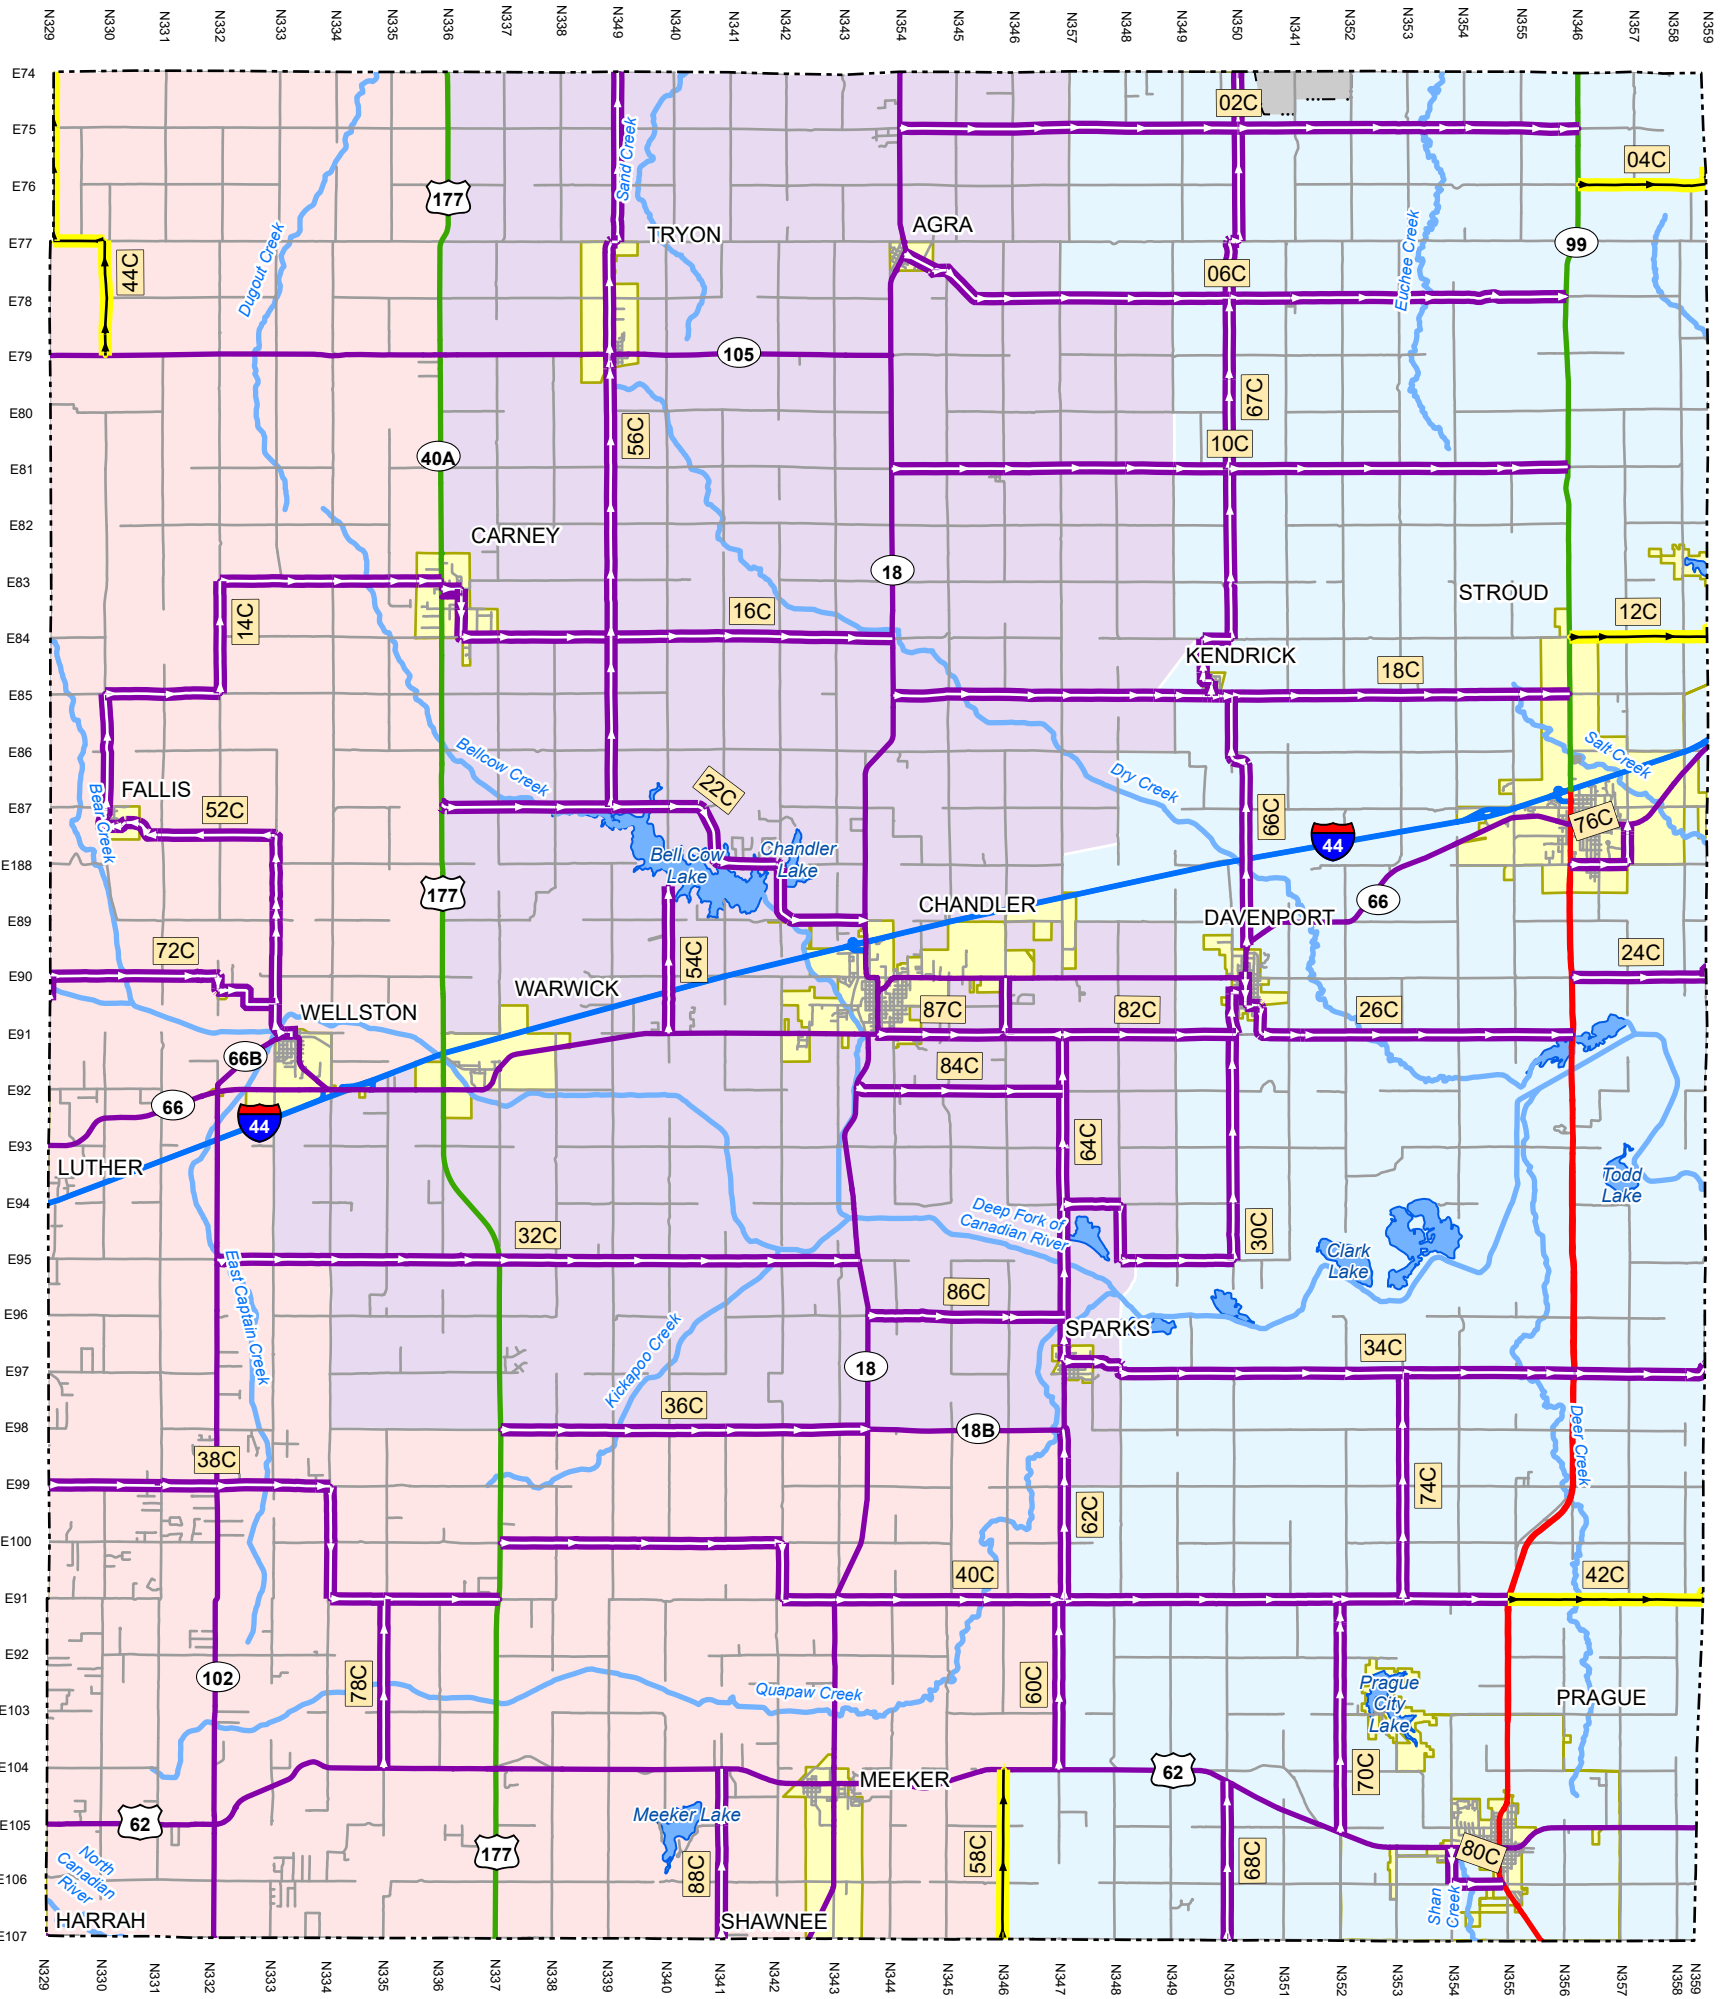 N329 N330 N331 N332 N333 N334 N335 N336 N337 N338 N349 N340 N341 N342 N343 N354 N345 N346 N357 N348 N349 N350 N341 N352 N353 N354 N355 N346 N357 N358 N359
E74
02C
E75
04C
E76
177
Sand Creek
TRYON
AGRA
E77
99
44C
Dugout Creek
06C
Euchee Creek
E78
E79
105
67C
E80
56C
10C
40A
E81
E82
CARNEY
18
E83
STROUD
14C
16C
12C
E84
KENDRICK
18C
E85
E86
Bellcow Creek
Salt Creek
Dry Creek
FALLIS
22C
52C
E87
Bear Creek
66C
76C
44
Bell Cow
Lake
Chandler
Lake
E188
177
CHANDLER
66
DAVENPORT
E89
72C
54C
24C
E90
WARWICK
WELLSTON
87C
82C
26C
E91
66B
84C
E92
66
44
E93
64C
LUTHER
Todd
Lake
E94
Deep Fork of
Canadian River
32C
30C
Clark
Lake
E95
East Captain Creek
86C
E96
SPARKS
Kickapoo Creek
34C
18
E97
36C
18B
Deer Creek
E98
38C
E99
74C
62C
E100
40C
42C
E91
E92
102
78C
60C
Quapaw Creek
Prague
City
Lake
PRAGUE
E103
E104
MEEKER
62
70C
Meeker Lake
62
E105
177
58C
68C
80C
88C
North
Canadian
River
E106
Shan
Creek
HARRAH
SHAWNEE
E107
N329 N330 N331 N332 N333 N334 N335 N336 N337 N338 N339 N340 N341 N342 N343 N344 N345 N346 N347 N348 N349 N350 N351 N352 N353 N354 N355 N356 N357 N358 N359